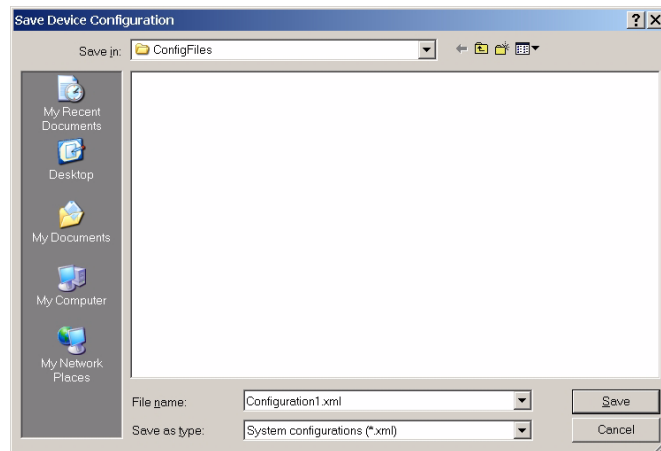 Save Device Configuration
Save in:
ConfigFiles
My Recent
Documents
Desktop
My Documents
My Computer
My Network
Places
File name:
Configuration1.xml
Save
Save as type:
System configurations (*.xml)
Cancel